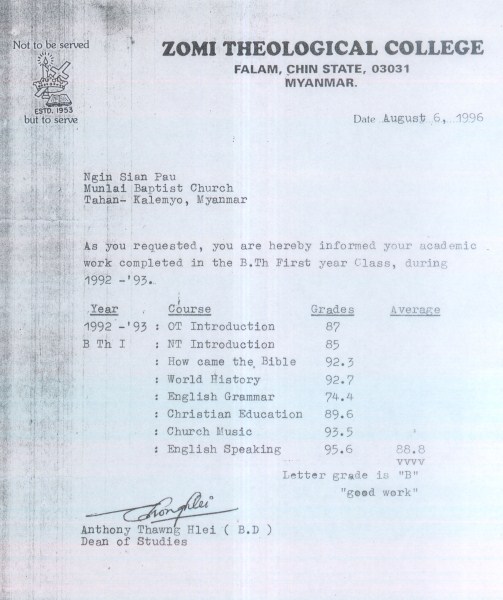 Not to be served
ESTD. 1953
but to serve
ZOMI THEOLOGICAL COLLEGE
FALAM, CHIN STATE, 03031
MYANMAR.
Date August 6, 1996
Ngin Sian Pau
Munlai Baptist Church
Tahan- Kalemyo, Myanmar
As you requested, you are hereby informed your academic
work completed in the B.Th First year Class, during
1992 -'93.
Year Course Grades Average
1992 -'93 : OT Introduction 87
B Th I : NT Introduction 85
: How came the Bible 92.3
: World History 92.7
: English Grammar 74.4
: Christian Education 89.6
: Church Music 93.5
: English Speaking 95.6 88.8
VVVV
Letter grade is "B"
"good work"
Anthony Thawng Hlei ( B.D )
Dean of Studies